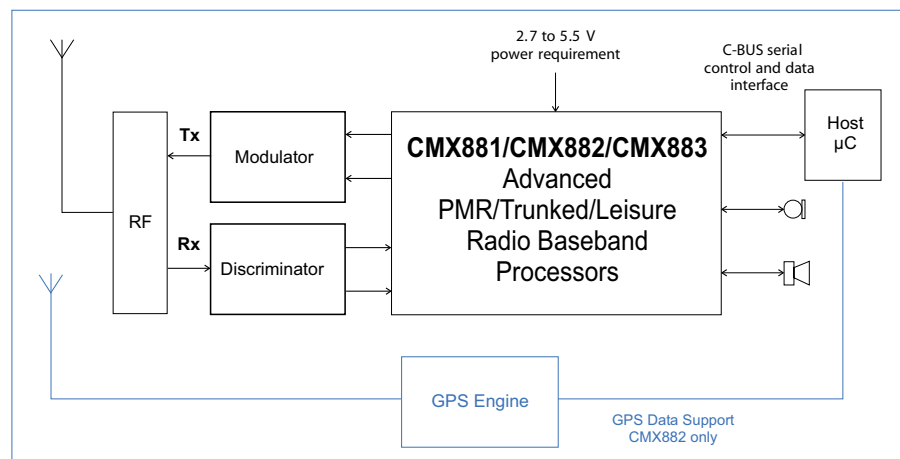 2.7 to 5.5 V
power requirement
C-BUS serial
control and data
interface
Tx
Modulator
CMX881/CMX882/CMX883
Advanced
PMR/Trunked/Leisure
Radio Baseband
Processors
Host
µC
RF
Rx
Discriminator
GPS Engine
GPS Data Support
CMX882 only